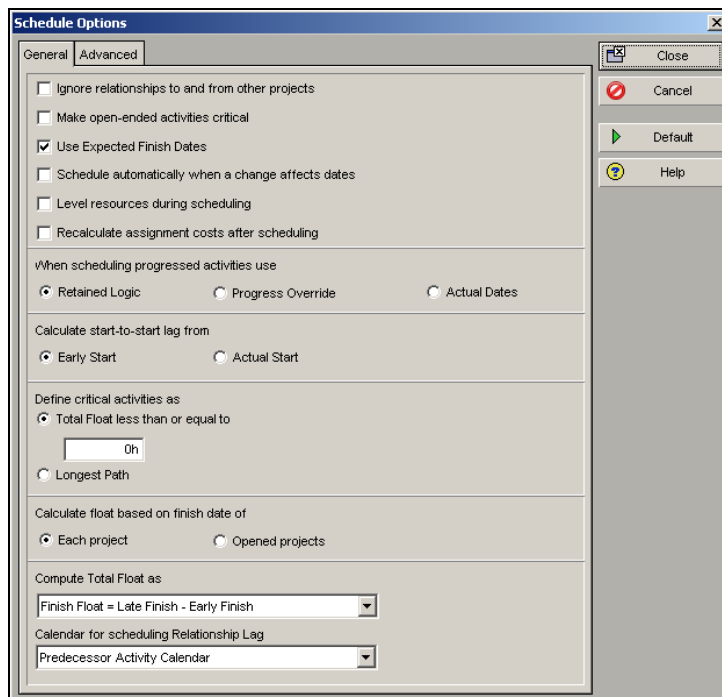 Schedule Options
General Advanced
Ignore relationships to and from other projects
Make open-ended activities critical
Use Expected Finish Dates
Schedule automatically when a change affects dates
Level resources during scheduling
Recalculate assignment costs after scheduling
When scheduling progressed activities use
Retained Logic Progress Override Actual Dates
Calculate start-to-start lag from
Early Start Actual Start
Define critical activities as
Total Float less than or equal to
0h
Longest Path
Calculate float based on finish date of
Each project Opened projects
Compute Total Float as
Finish Float = Late Finish - Early Finish
Calendar for scheduling Relationship Lag
Predecessor Activity Calendar
Close
Cancel
Default
Help